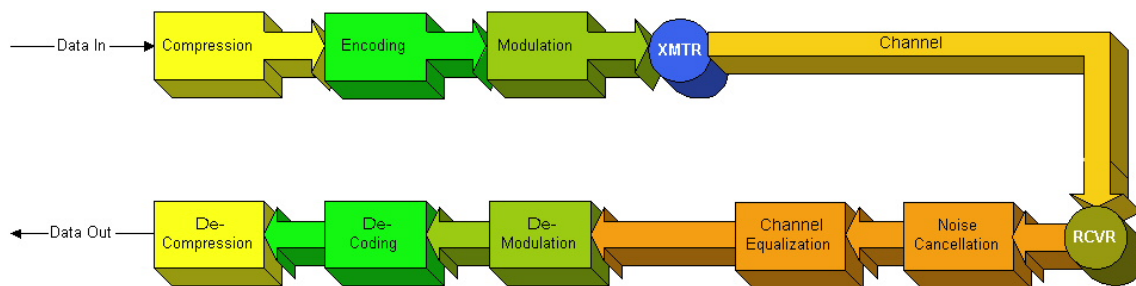 Data In
Compression
Encoding
Modulation
XMTR
Channel
Data Out
De-
Compression
De-
Coding
De-
Modulation
Channel
Equalization
Noise
Cancellation
RCVR